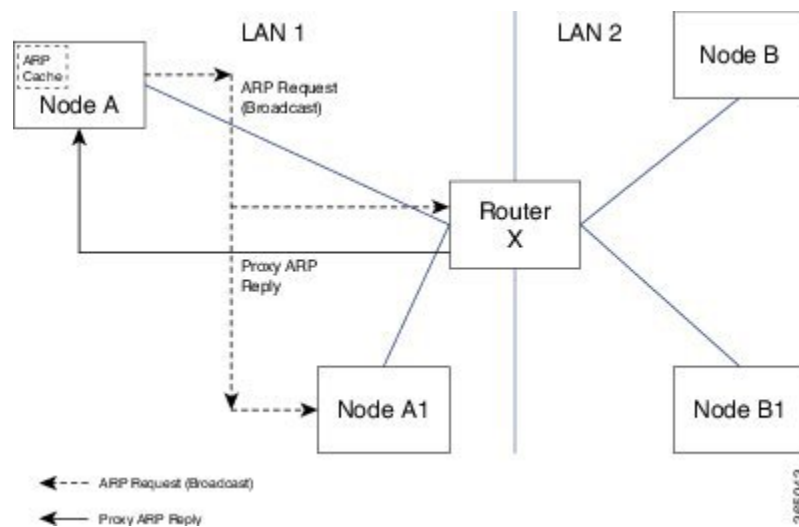 LAN 1
LAN 2
ARP
Cache
Node A
ARP Request
(Broadcast)
Node B
Router
X
Proxy ARP
Reply
Node A1
Node B1
ARP Request (Broadcast)
Proxy ARP Reply